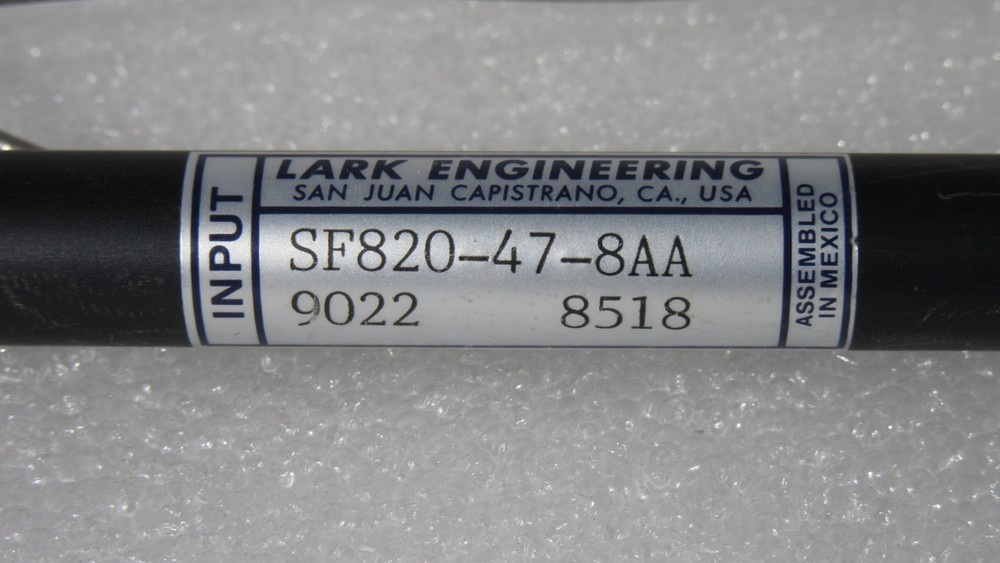 INPUT
LARK ENGINEERING
SAN JUAN CAPISTRANO, CA., USA
SF820-47-8AA
9022 8518
ASSEMBLED
IN MEXICO